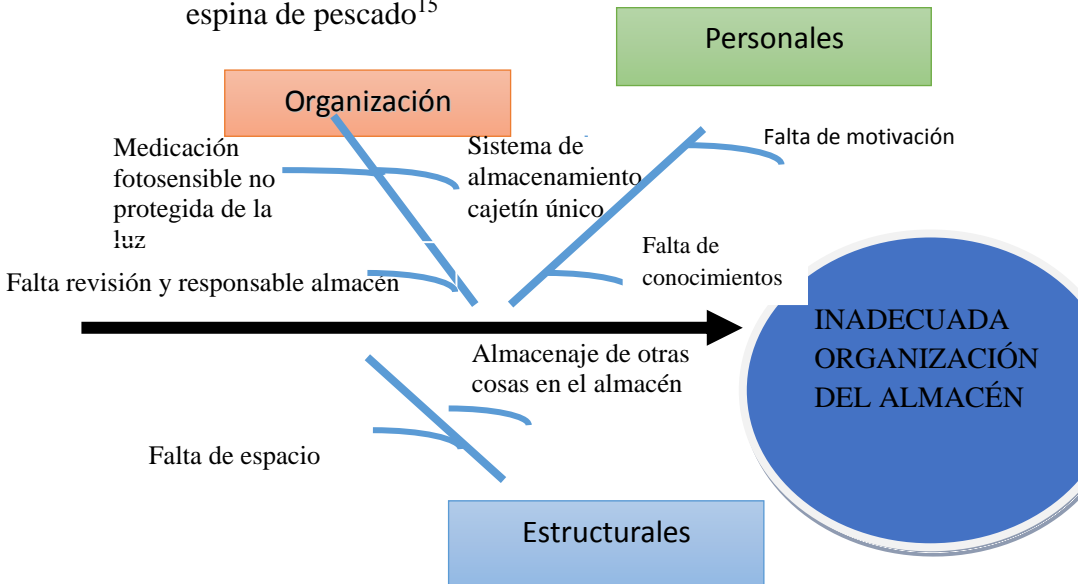 espina de pescado15
Personales
Organización
Medicación
fotosensible no
protegida de la
luz
Sistema de
almacenamiento
cajetín único
Falta de motivación
Falta revisión y responsable almacén
Falta de
conocimientos
INADECUADA
ORGANIZACIÓN
DEL ALMACÉN
Almacenaje de otras
cosas en el almacén
Falta de espacio
Estructurales